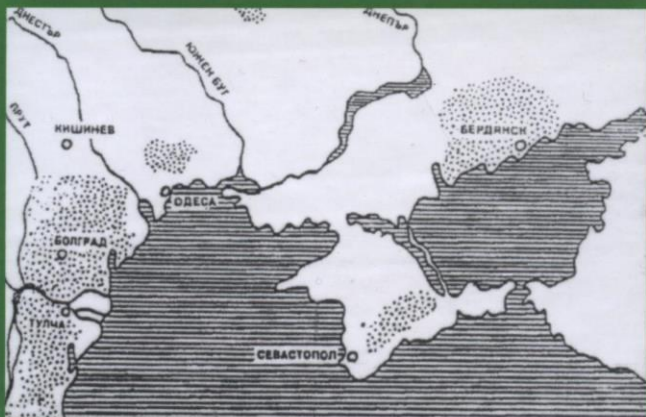 ДНЕСТЪР
ЮЖЕН БУГ
ДНЕПЪР
ПРУТ
КИШИНЕВ
БЕРДЯНСК
ОДЕСА
БОЛГРАД
ТУЛЧА
СЕВАСТОПОЛ